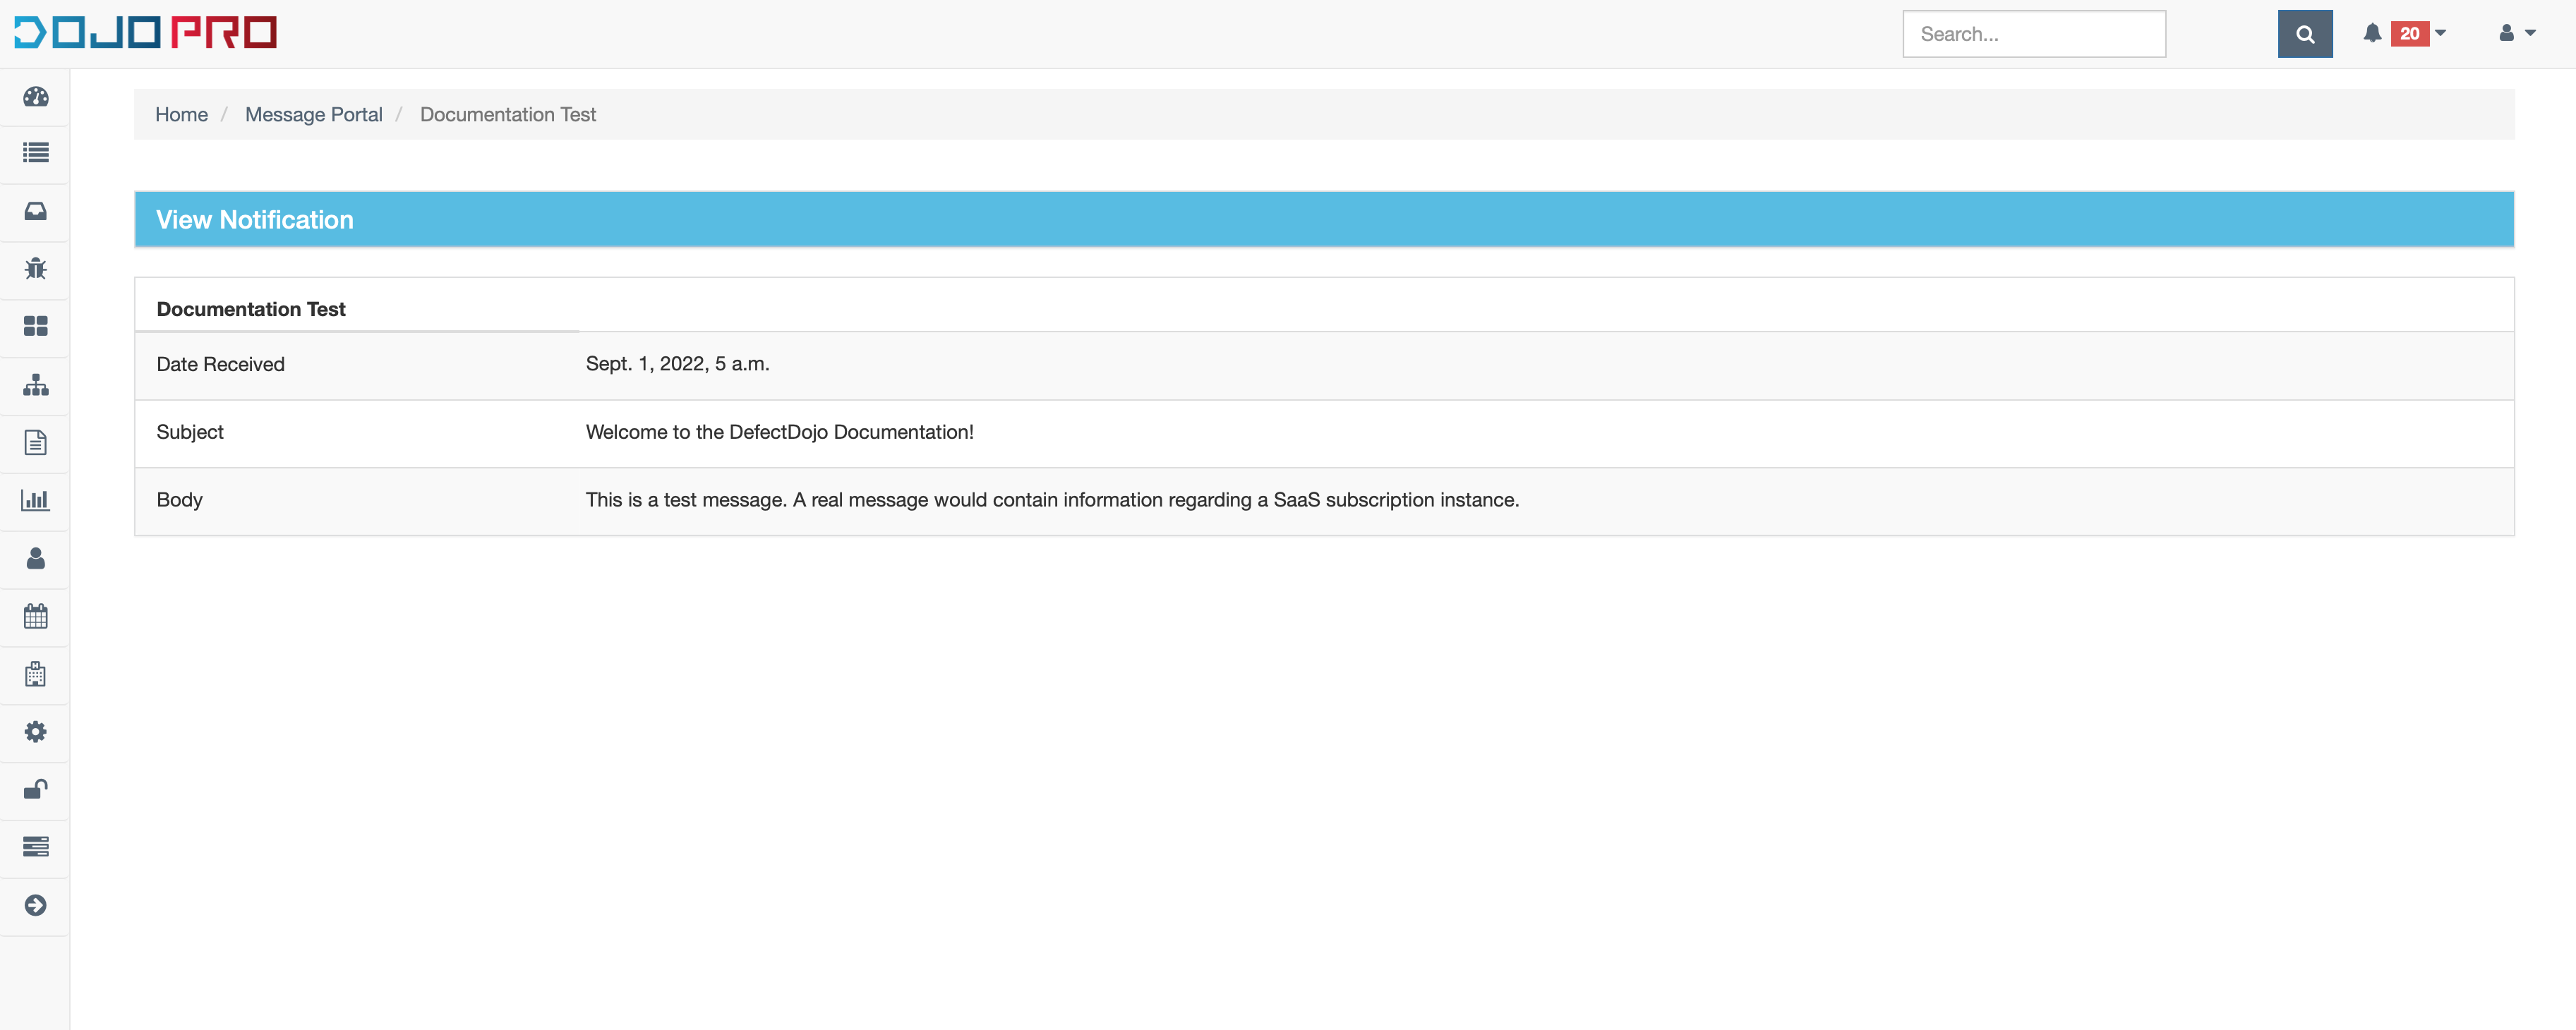 DOJO PRO
Search...
20
Home / Message Portal / Documentation Test
View Notification
Documentation Test
Date Received Sept. 1, 2022, 5 a.m.
Subject Welcome to the DefectDojo Documentation!
Body This is a test message. A real message would contain information regarding a SaaS subscription instance.